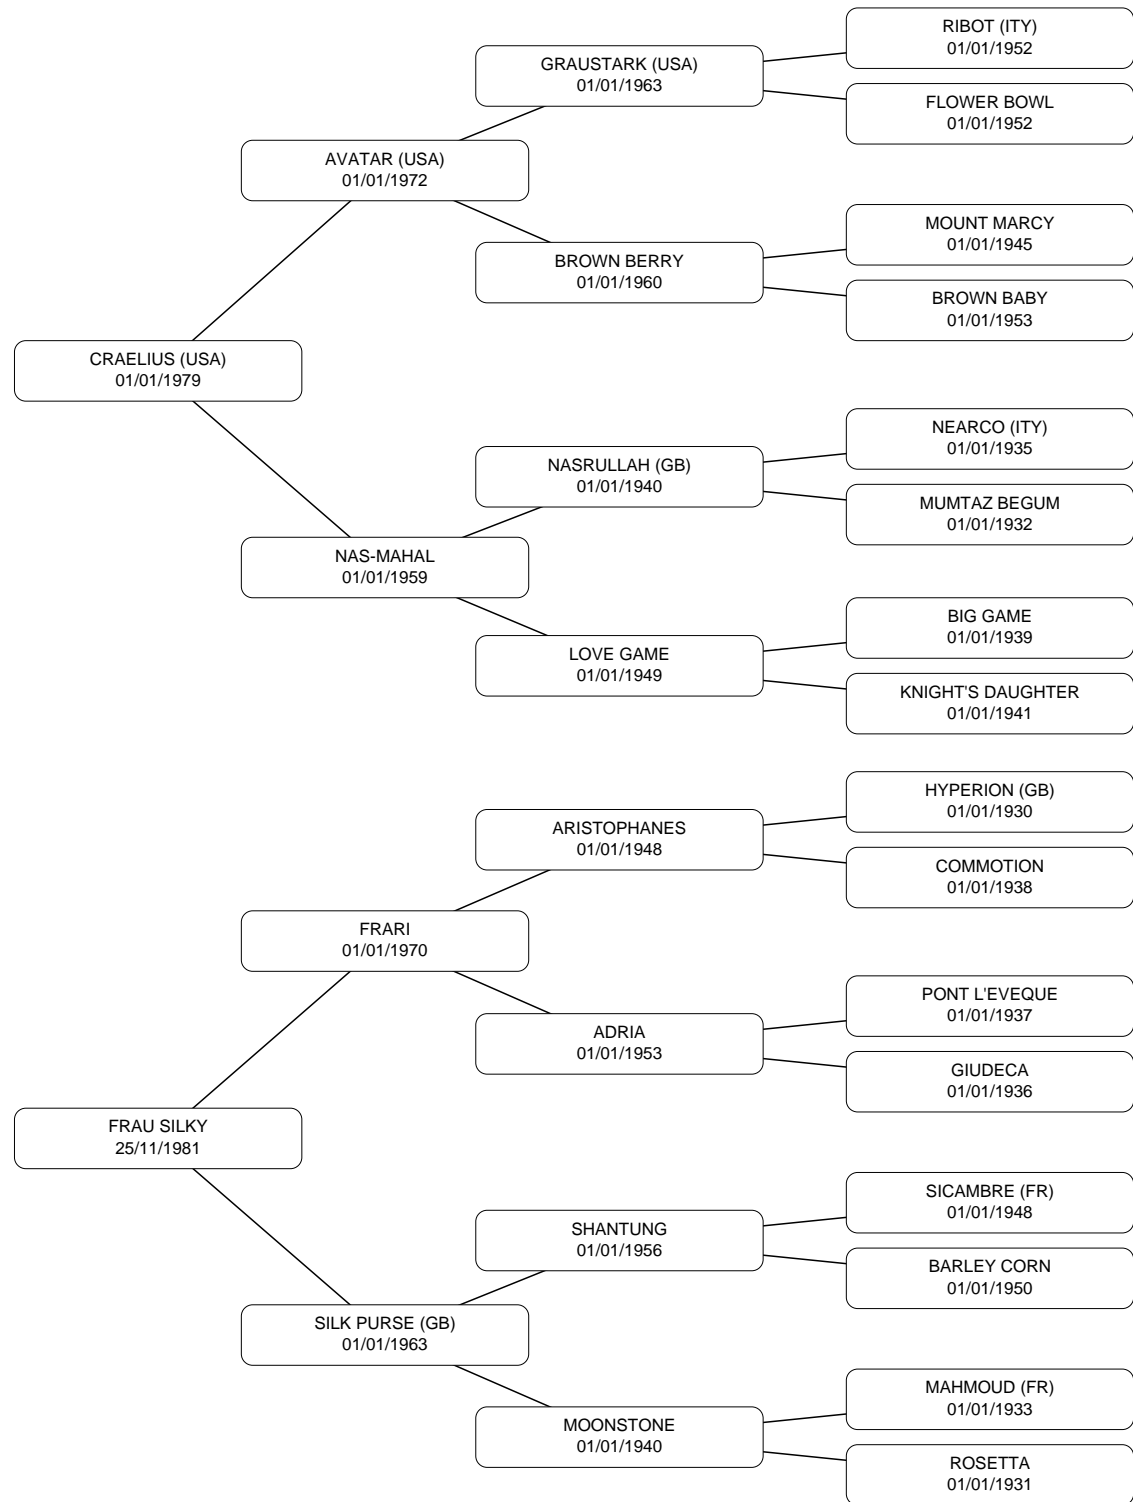 RIBOT (ITY)
01/01/1952
GRAUSTARK (USA)
01/01/1963
FLOWER BOWL
01/01/1952
AVATAR (USA)
01/01/1972
MOUNT MARCY
01/01/1945
BROWN BERRY
01/01/1960
BROWN BABY
01/01/1953
CRAELIUS (USA)
01/01/1979
NEARCO (ITY)
01/01/1935
NASRULLAH (GB)
01/01/1940
MUMTAZ BEGUM
01/01/1932
NAS-MAHAL
01/01/1959
BIG GAME
01/01/1939
LOVE GAME
01/01/1949
KNIGHT'S DAUGHTER
01/01/1941
HYPERION (GB)
01/01/1930
ARISTOPHANES
01/01/1948
COMMOTION
01/01/1938
FRARI
01/01/1970
PONT L'EVEQUE
01/01/1937
ADRIA
01/01/1953
GIUDECA
01/01/1936
FRAU SILKY
25/11/1981
SICAMBRE (FR)
01/01/1948
SHANTUNG
01/01/1956
BARLEY CORN
01/01/1950
SILK PURSE (GB)
01/01/1963
MAHMOUD (FR)
01/01/1933
MOONSTONE
01/01/1940
ROSETTA
01/01/1931